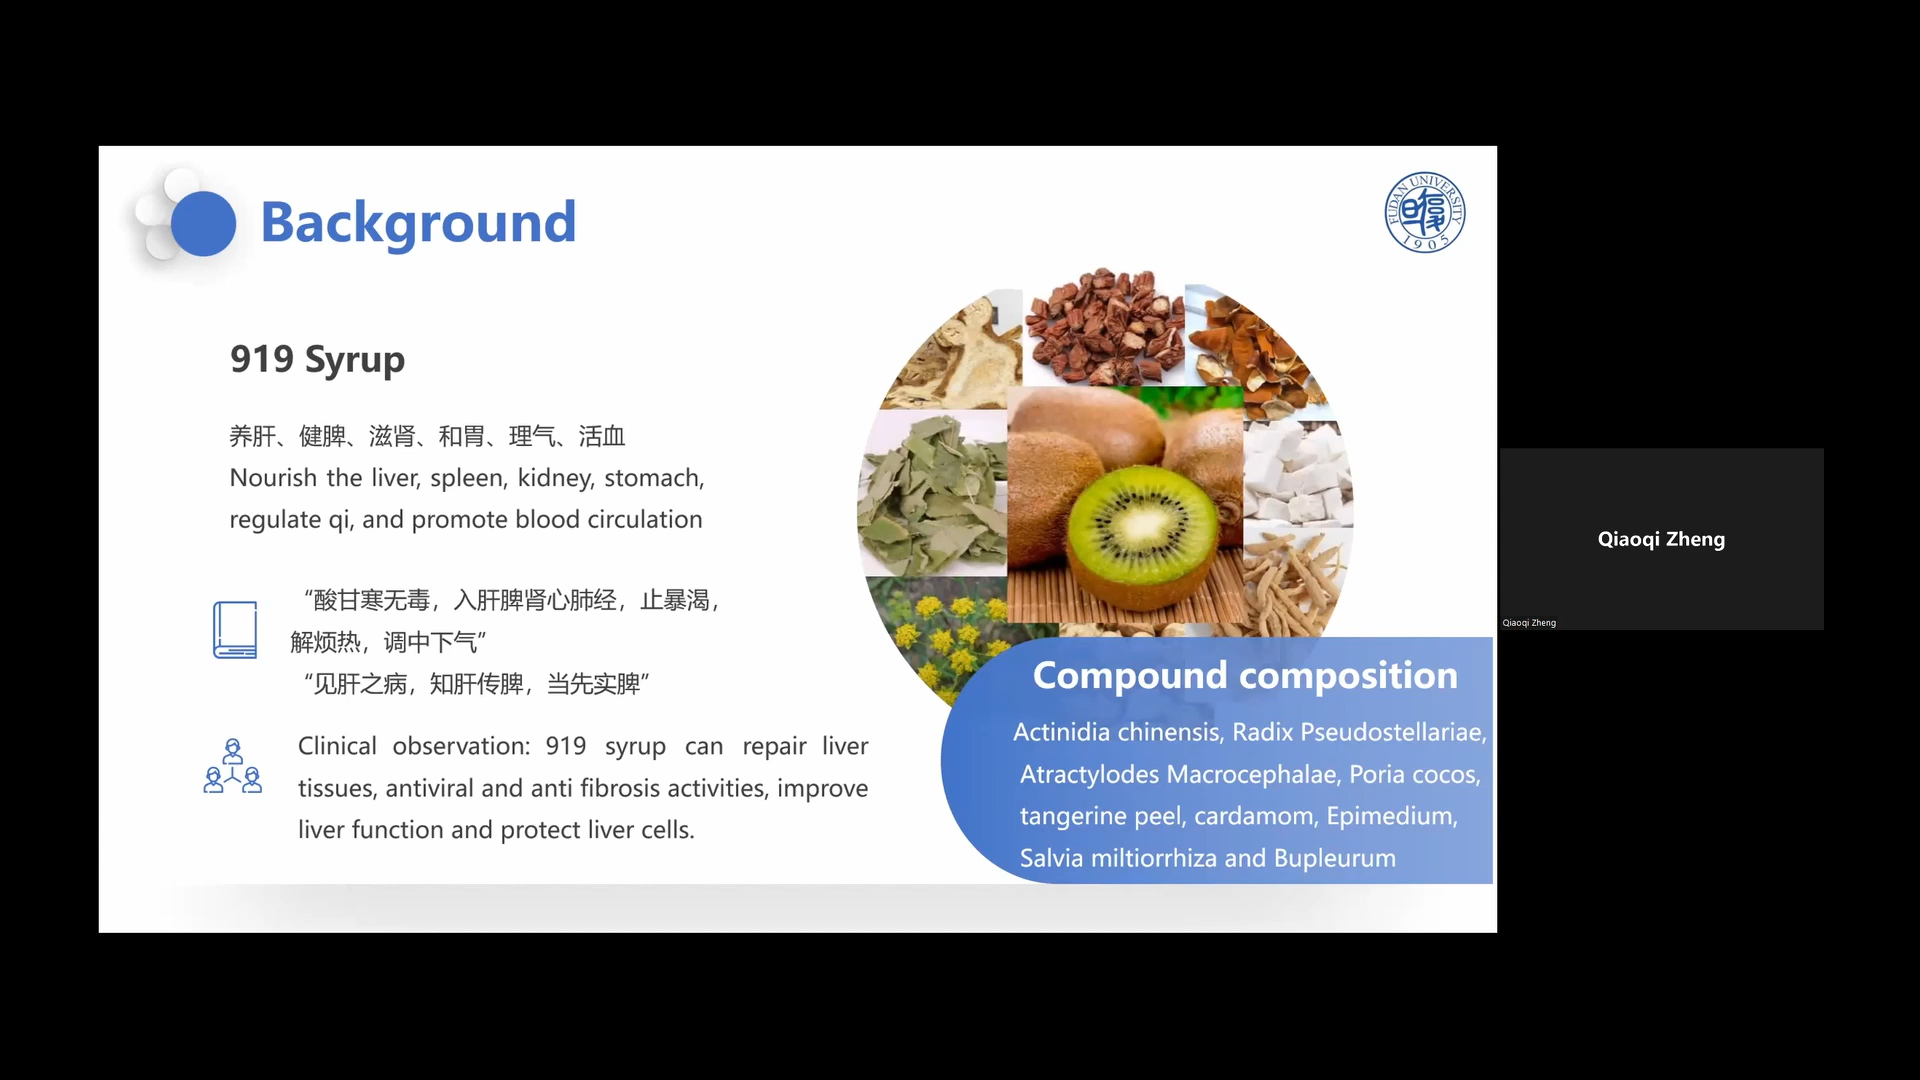 Background
FUDAN UNIVERSITY
1905
919 Syrup
养肝、健脾、滋肾、和胃、理气、活血
Nourish the liver, spleen, kidney, stomach,
regulate qi, and promote blood circulation
“酸甘寒无毒，入肝脾肾心肺经，止暴渴，
解烦热，调中下气”
“见肝之病，知肝传脾，当先实脾”
Clinical observation: 919 syrup can repair liver
tissues, antiviral and anti fibrosis activities, improve
liver function and protect liver cells.
Compound composition
Actinidia chinensis, Radix Pseudostellariae,
Atractylodes Macrocephalae, Poria cocos,
tangerine peel, cardamom, Epimedium,
Salvia miltiorrhiza and Bupleurum
Qiaoqi Zheng
Qiaoqi Zheng